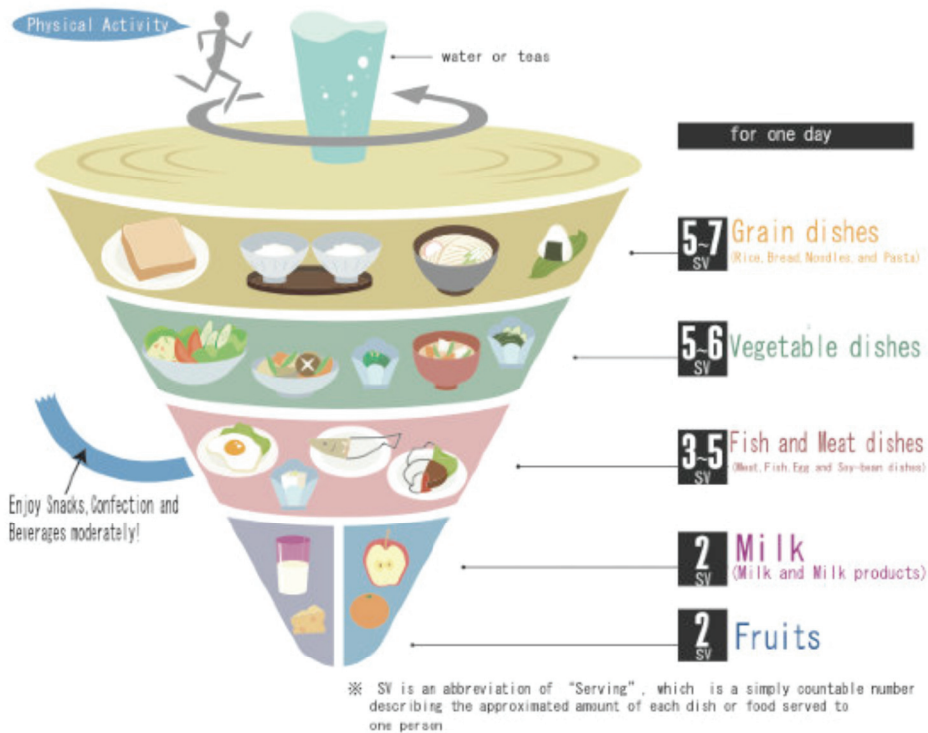 Physical Activity
water or teas
for one day
5~7
SV
Grain dishes
(Rice, Bread, Noodles, and Pasta)
5~6
SV
Vegetable dishes
3~5
SV
Fish and Meat dishes
(Meat, Fish, Egg and Soy-bean dishes)
Enjoy Snacks, Confection and
Beverages moderately!
2
SV
Milk
(Milk and Milk products)
2
SV
Fruits
※ SV is an abbreviation of “Serving”, which is a simply countable number
describing the approximated amount of each dish or food served to
one person